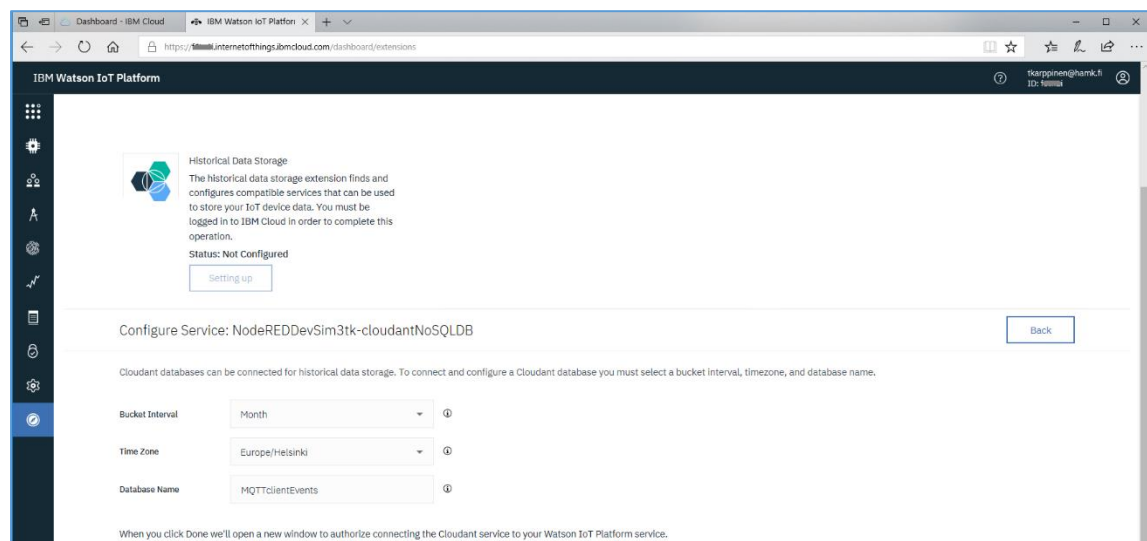 Dashboard - IBM Cloud
IBM Watson IoT Platform
https://internetofthings.ibmcloud.com/dashboard/extensions
IBM Watson IoT Platform
tkarppinen@hamk.fi
ID:
Historical Data Storage
The historical data storage extension finds and
configures compatible services that can be used
to store your IoT device data. You must be
logged in to IBM Cloud in order to complete this
operation.
Status: Not Configured
Setting up
Configure Service: NodeREDDevSim3tk-cloudantNoSQLDB
Back
Cloudant databases can be connected for historical data storage. To connect and configure a Cloudant database you must select a bucket interval, timezone, and database name.
Bucket Interval
Month
Time Zone
Europe/Helsinki
Database Name
MQTTclientEvents
When you click Done we'll open a new window to authorize connecting the Cloudant service to your Watson IoT Platform service.